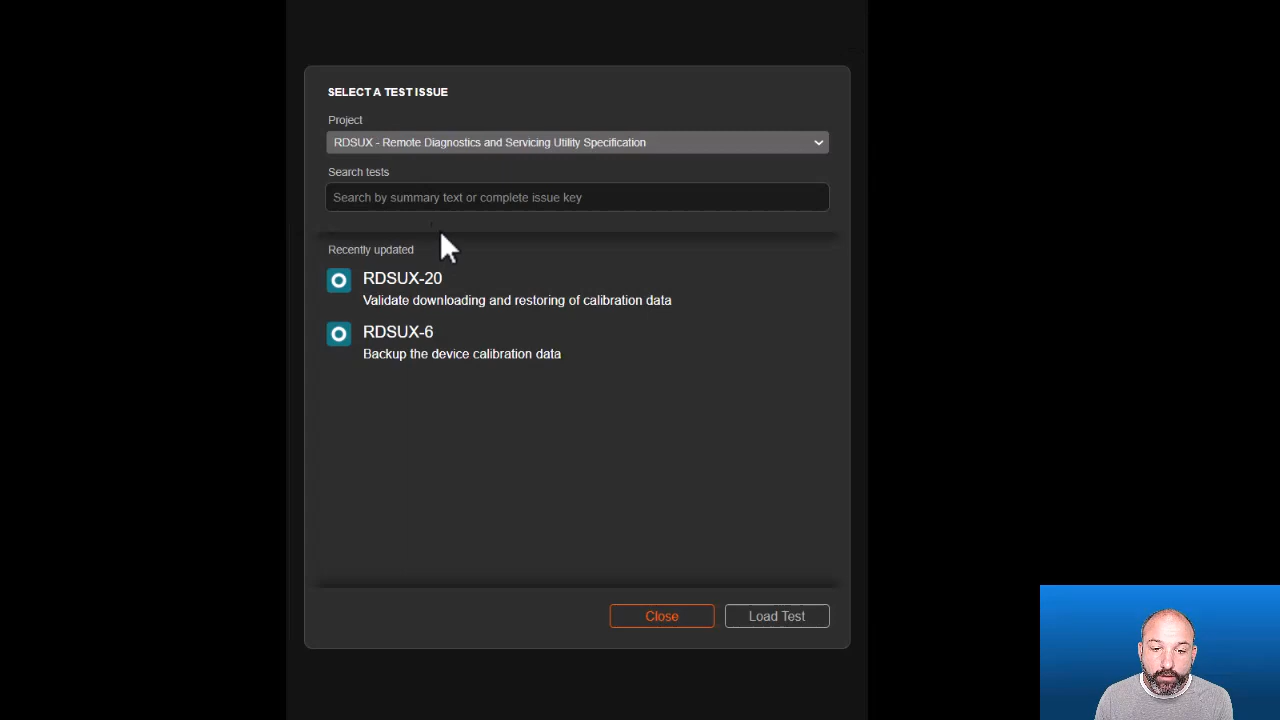 SELECT A TEST ISSUE
Project
RDSUX - Remote Diagnostics and Servicing Utility Specification
Search tests
Search by summary text or complete issue key
Recently updated
RDSUX-20
Validate downloading and restoring of calibration data
RDSUX-6
Backup the device calibration data
Close
Load Test